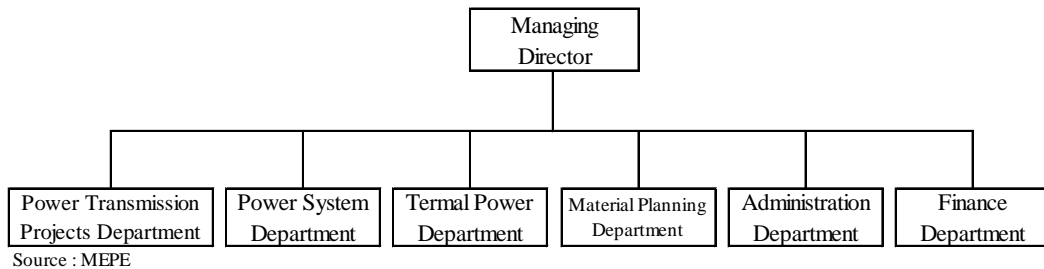 Managing
Director
Power Transmission
Projects Department
Power System
Department
Termal Power
Department
Material Planning
Department
Administration
Department
Finance
Department
Source : MEPE